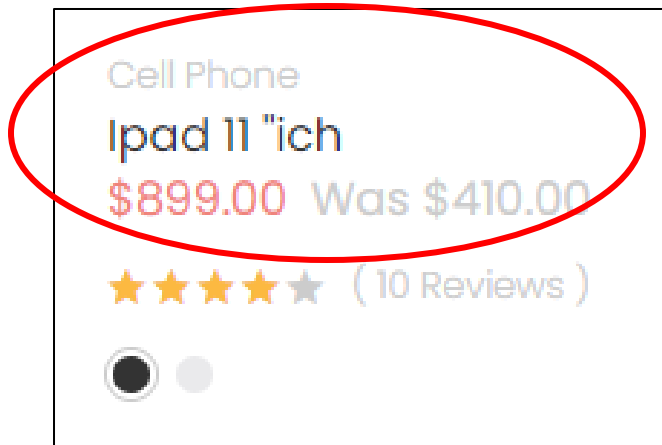 Cell Phone
Ipad 11 "ich
$899.00 Was $410.00
( 10 Reviews )